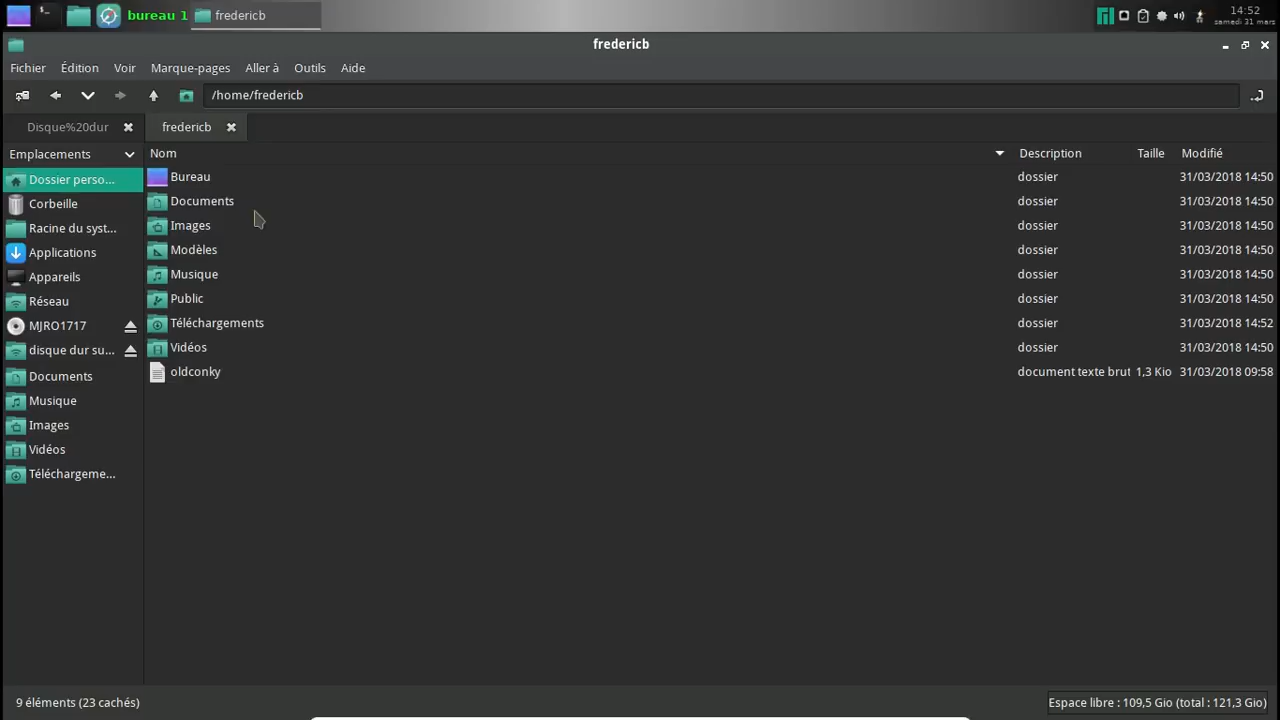 bureau 1
fredericb
14:52
samedi 31 mars
fredericb
Fichier Édition Voir Marque-pages Aller à Outils Aide
/home/fredericb
Disque%20dur
fredericb
Emplacements
Dossier perso...
Corbeille
Racine du syst...
Applications
Appareils
Réseau
MJRO1717
disque dur su...
Documents
Musique
Images
Vidéos
Téléchargeme...
Nom Description Taille Modifié
Bureau dossier 31/03/2018 14:50
Documents dossier 31/03/2018 14:50
Images dossier 31/03/2018 14:50
Modèles dossier 31/03/2018 14:50
Musique dossier 31/03/2018 14:50
Public dossier 31/03/2018 14:50
Téléchargements dossier 31/03/2018 14:52
Vidéos dossier 31/03/2018 14:50
oldconky document texte brut 1,3 Kio 31/03/2018 09:58
9 éléments (23 cachés)
Espace libre : 109,5 Gio (total : 121,3 Gio)